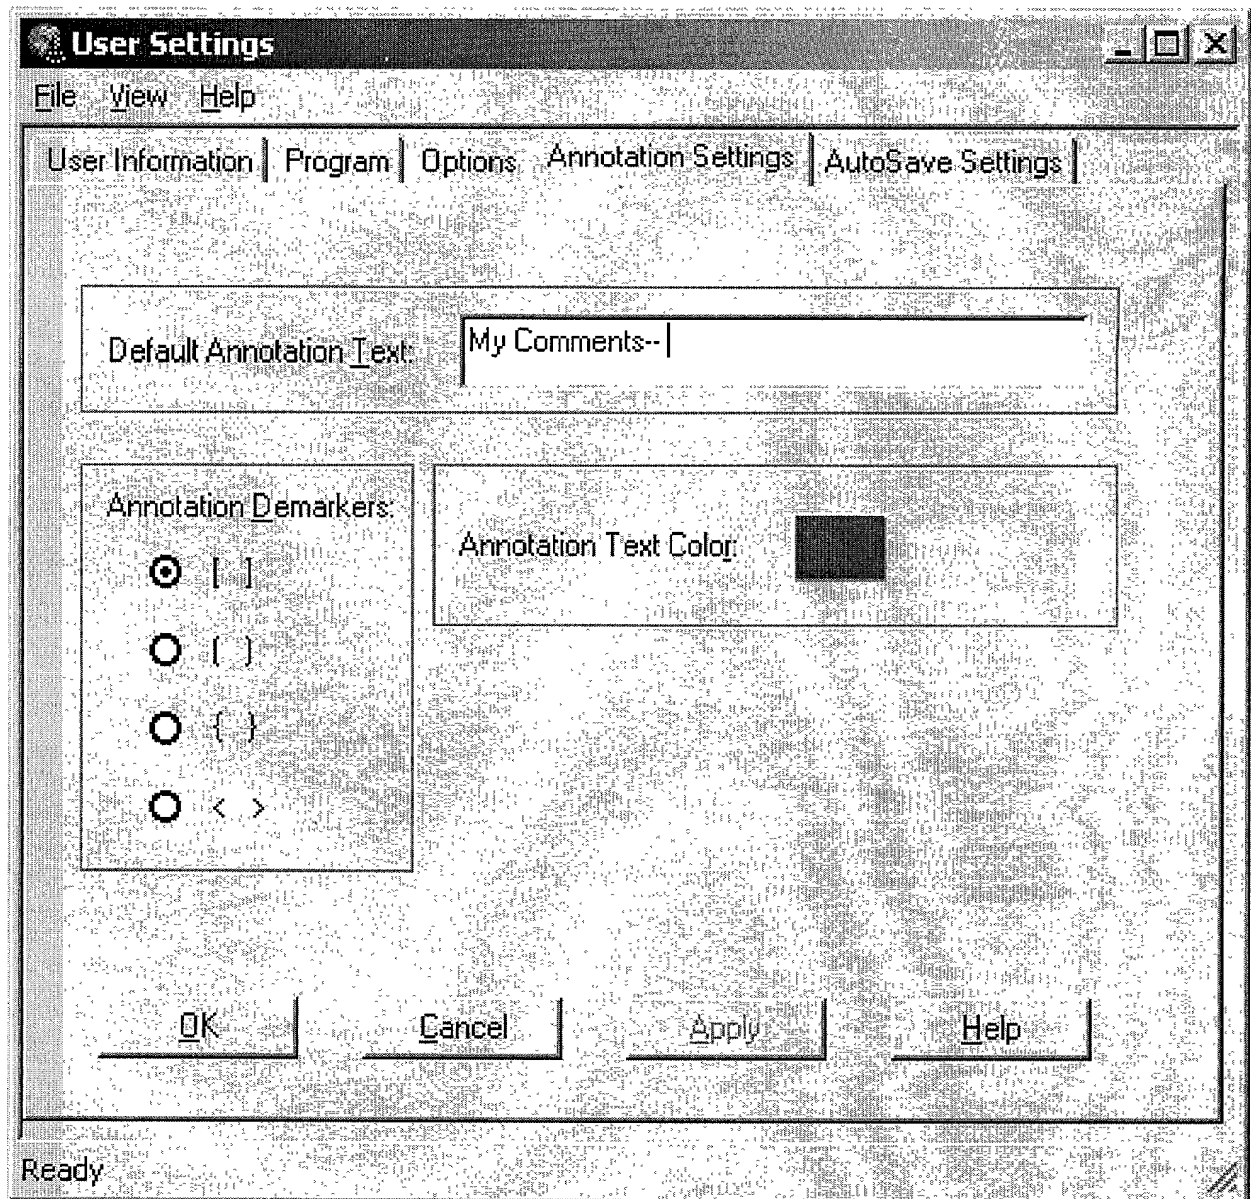 User Settings
File View Help
User Information Program Options Annotation Settings AutoSave Settings
Default Annotation Text: My Comments--
Annotation Demarkers:
[ ]
Annotation Text Color:
( )
{ }
< >
OK Cancel Apply Help
Ready